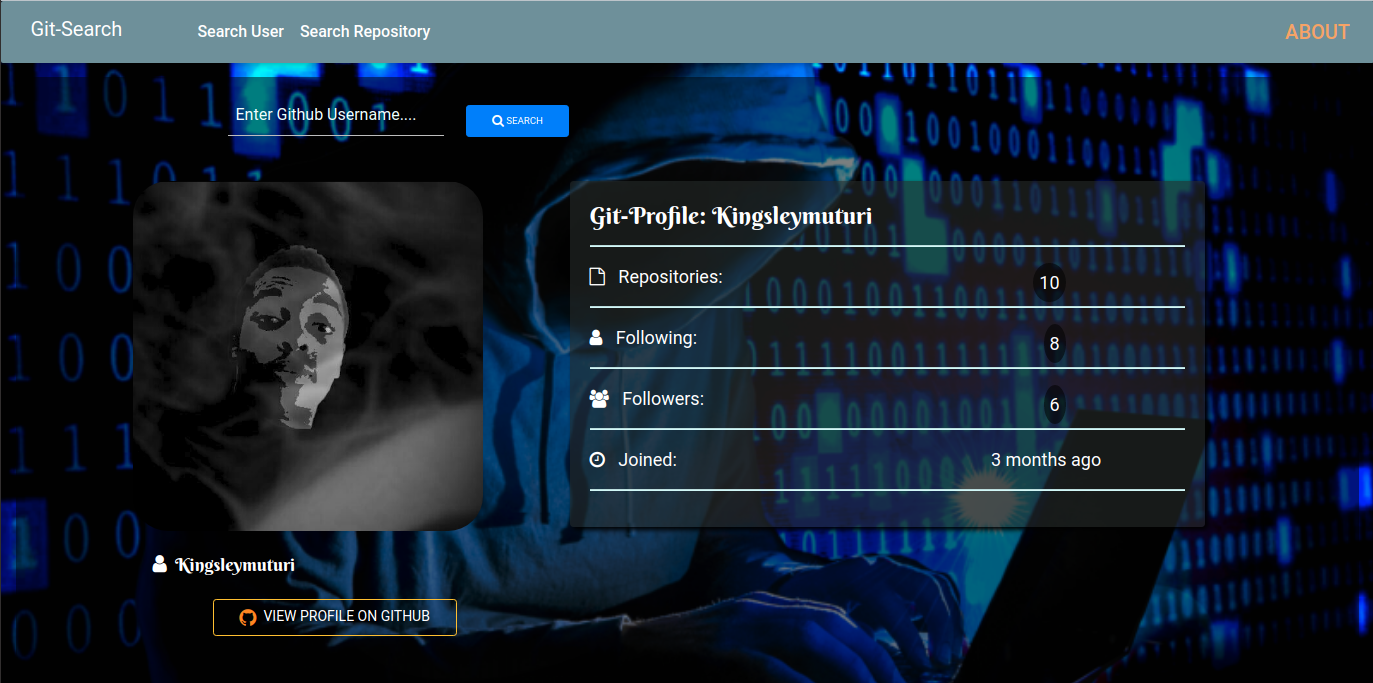 Git-Search Search User Search Repository ABOUT
Enter Github Username.... SEARCH
Git-Profile: Kingsleymuturi
Repositories: 10
Following: 8
Followers: 6
Joined: 3 months ago
Kingsleymuturi
VIEW PROFILE ON GITHUB